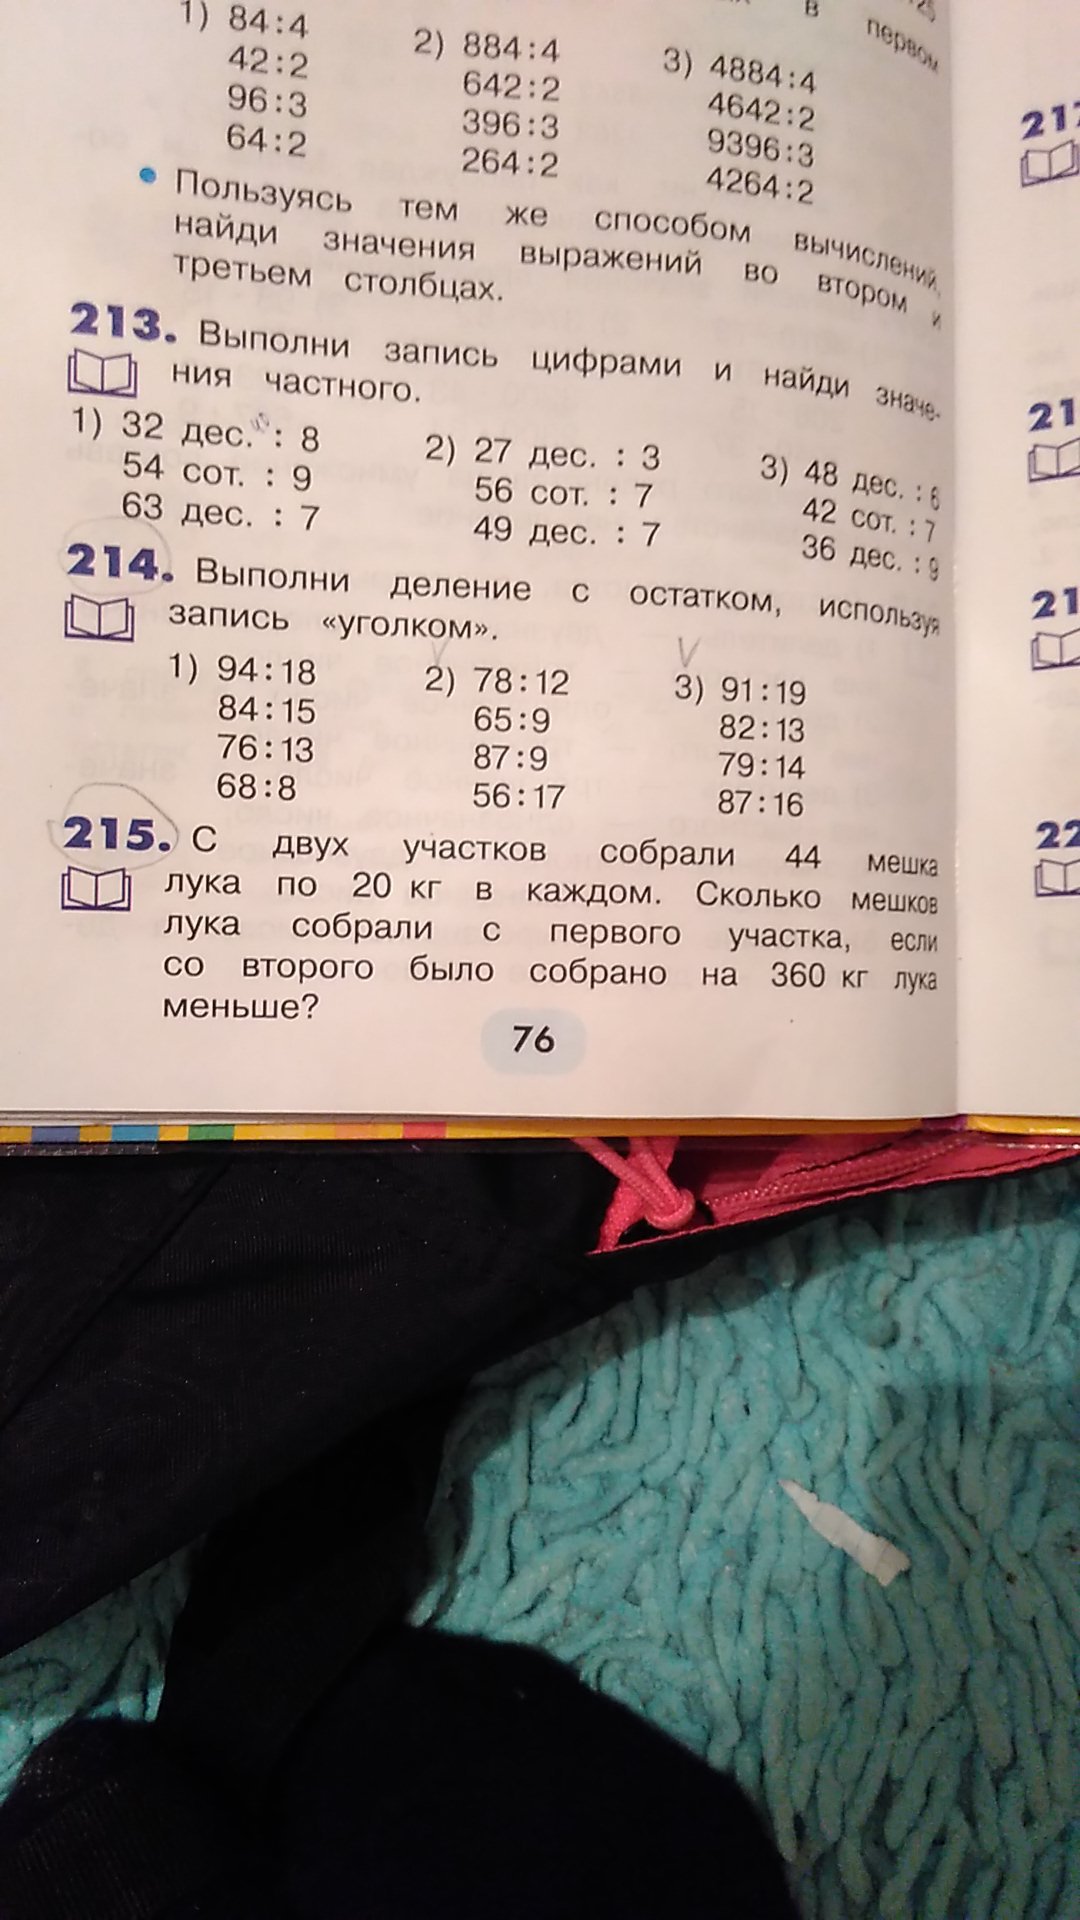 в первом
1) 84:4 2) 884:4 3) 4884:4
42:2 642:2 4642:2
96:3 396:3 9396:3
64:2 264:2 4264:2
• Пользуясь тем же способом вычислений,
найди значения выражений во втором и
третьем столбцах.
213. Выполни запись цифрами и найди значе-
ния частного.
1) 32 дес. : 8 2) 27 дес. : 3 3) 48 дес. : 6
54 сот. : 9 56 сот. : 7 42 сот. : 7
63 дес. : 7 49 дес. : 7 36 дес. : 9
214. Выполни деление с остатком, используя
запись «уголком».
1) 94:18 2) 78:12 3) 91:19
84:15 65:9 82:13
76:13 87:9 79:14
68:8 56:17 87:16
215. С двух участков собрали 44 мешка
лука по 20 кг в каждом. Сколько мешков
лука собрали с первого участка, если
со второго было собрано на 360 кг лука
меньше?
76
217
21
21
22